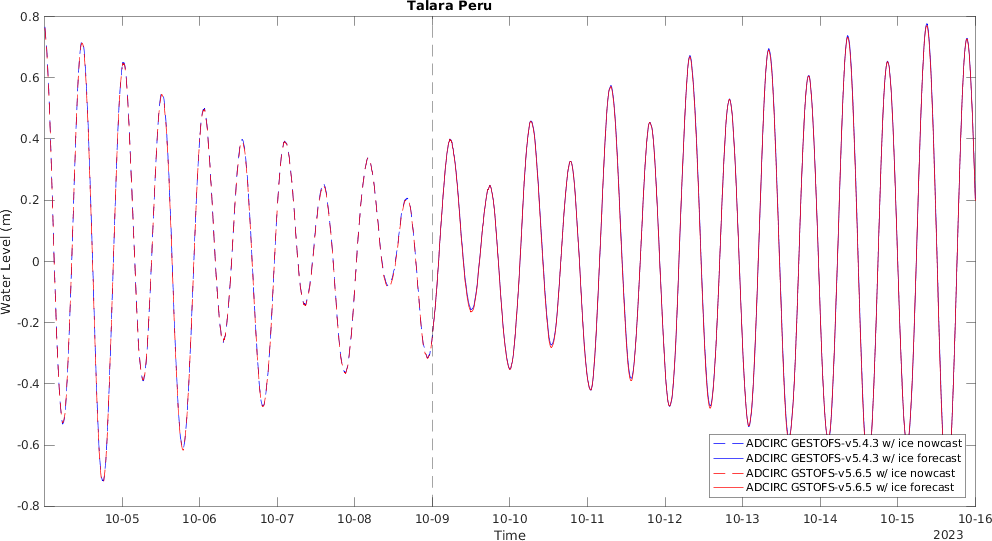 Talara Peru
0.8
0.6
0.4
0.2
0
-0.2
-0.4
-0.6
-0.8
Water Level (m)
10-05 10-06 10-07 10-08 10-09 10-10 10-11 10-12 10-13 10-14 10-15 10-16
Time
2023
ADCIRC GESTOFS-v5.4.3 w/ ice nowcast
ADCIRC GESTOFS-v5.4.3 w/ ice forecast
ADCIRC GSTOFS-v5.6.5 w/ ice nowcast
ADCIRC GSTOFS-v5.6.5 w/ ice forecast